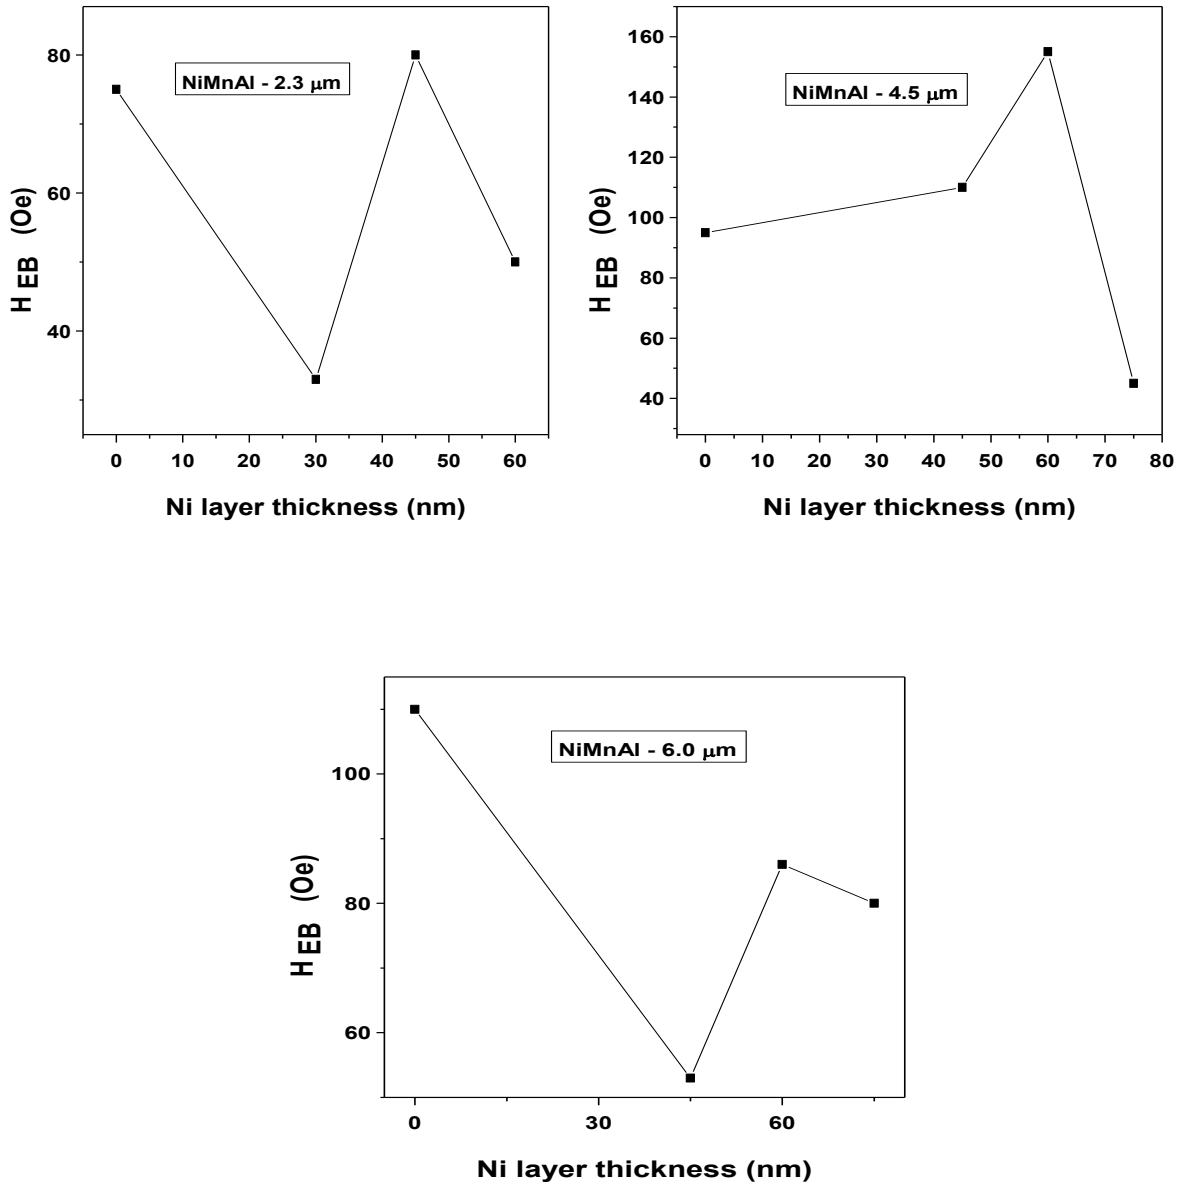 80
60
40
H EB (Oe)
NiMnAl - 2.3 μm
0 10 20 30 40 50 60
Ni layer thickness (nm)
160
140
120
100
80
60
40
H EB (Oe)
NiMnAl - 4.5 μm
0 10 20 30 40 50 60 70 80
Ni layer thickness (nm)
100
80
60
H EB (Oe)
NiMnAl - 6.0 μm
0 30 60
Ni layer thickness (nm)